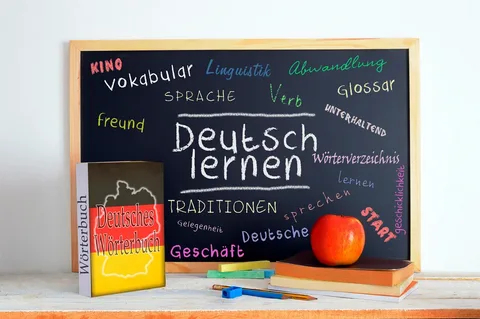 KINO
Vokabular
Linguistik
Abwandlung
SPRACHE
Verb
Glossar
Freund
UNTERHALTEND
Deutsch
lernen
Wörterverzeichnis
lernen
geschicklichkeit
TRADITIONEN
sprechen
START
Gelegenheit
Deutsche
Geschäft
Wörterbuch
Deutsches
Wörterbuch